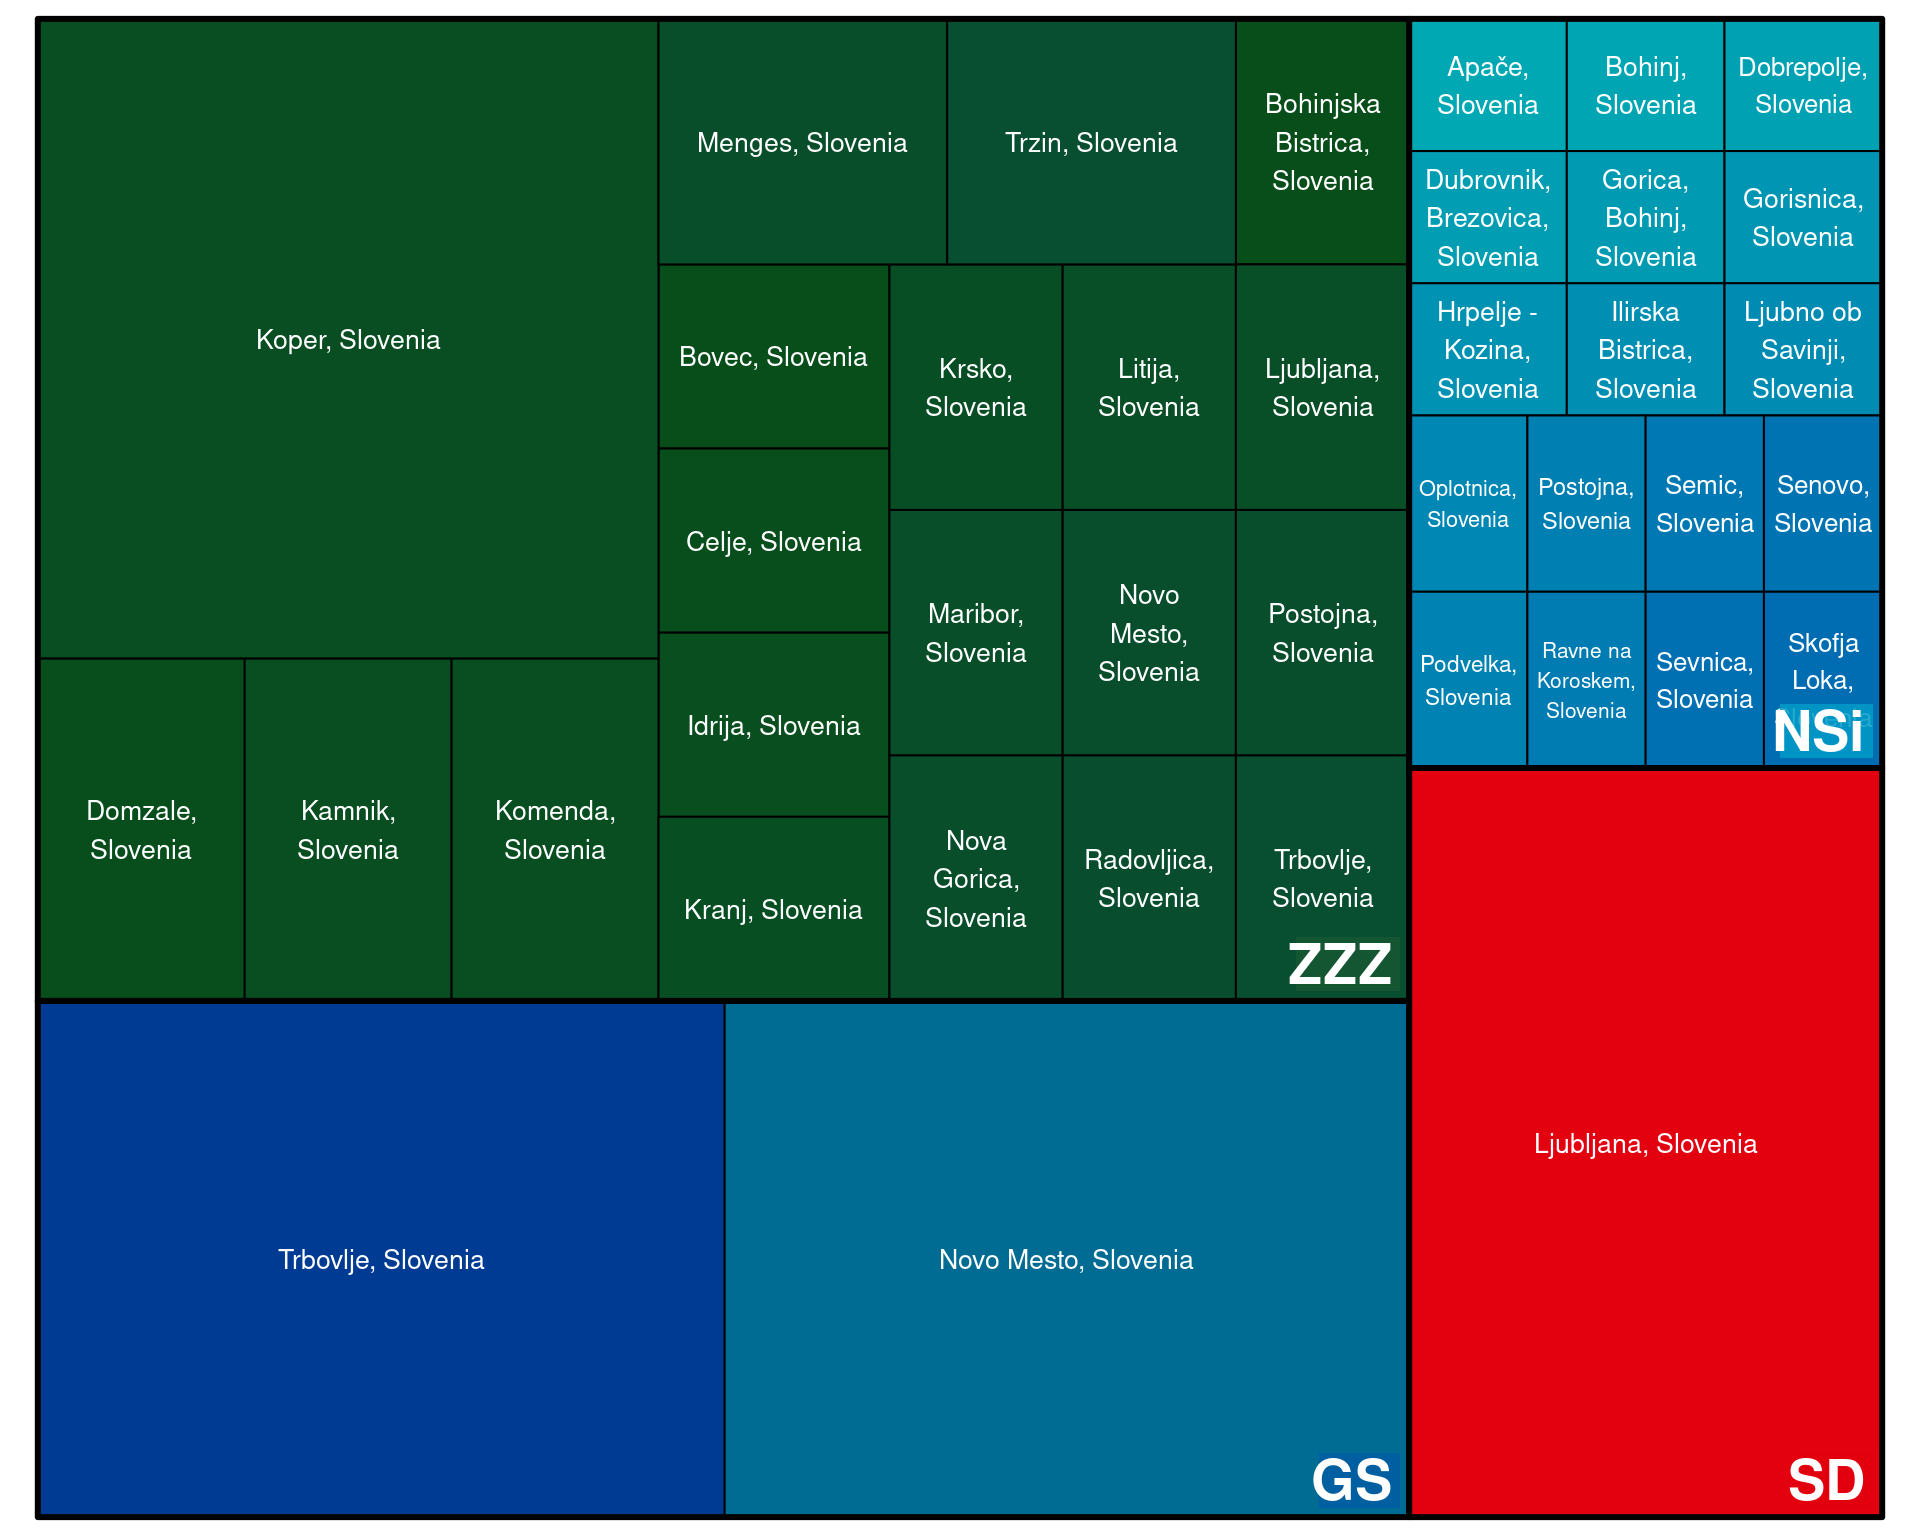 Koper, Slovenia
Menges, Slovenia
Trzin, Slovenia
Bohinjska
Bistrica,
Slovenia
Bovec, Slovenia
Celje, Slovenia
Idrija, Slovenia
Kranj, Slovenia
Krsko,
Slovenia
Litija,
Slovenia
Ljubljana,
Slovenia
Maribor,
Slovenia
Novo
Mesto,
Slovenia
Postojna,
Slovenia
Nova
Gorica,
Slovenia
Radovljica,
Slovenia
Trbovlje,
Slovenia
Domzale,
Slovenia
Kamnik,
Slovenia
Komenda,
Slovenia
ZZZ
Apače,
Slovenia
Bohinj,
Slovenia
Dobrepolje,
Slovenia
Dubrovnik,
Brezovica,
Slovenia
Gorica,
Bohinj,
Slovenia
Gorisnica,
Slovenia
Hrpelje -
Kozina,
Slovenia
Ilirska
Bistrica,
Slovenia
Ljubno ob
Savinji,
Slovenia
Oplotnica,
Slovenia
Postojna,
Slovenia
Semic,
Slovenia
Senovo,
Slovenia
Podvelka,
Slovenia
Ravne na
Koroskem,
Slovenia
Sevnica,
Slovenia
Skofja
Loka,
NSi
Trbovlje, Slovenia
Novo Mesto, Slovenia
GS
Ljubljana, Slovenia
SD